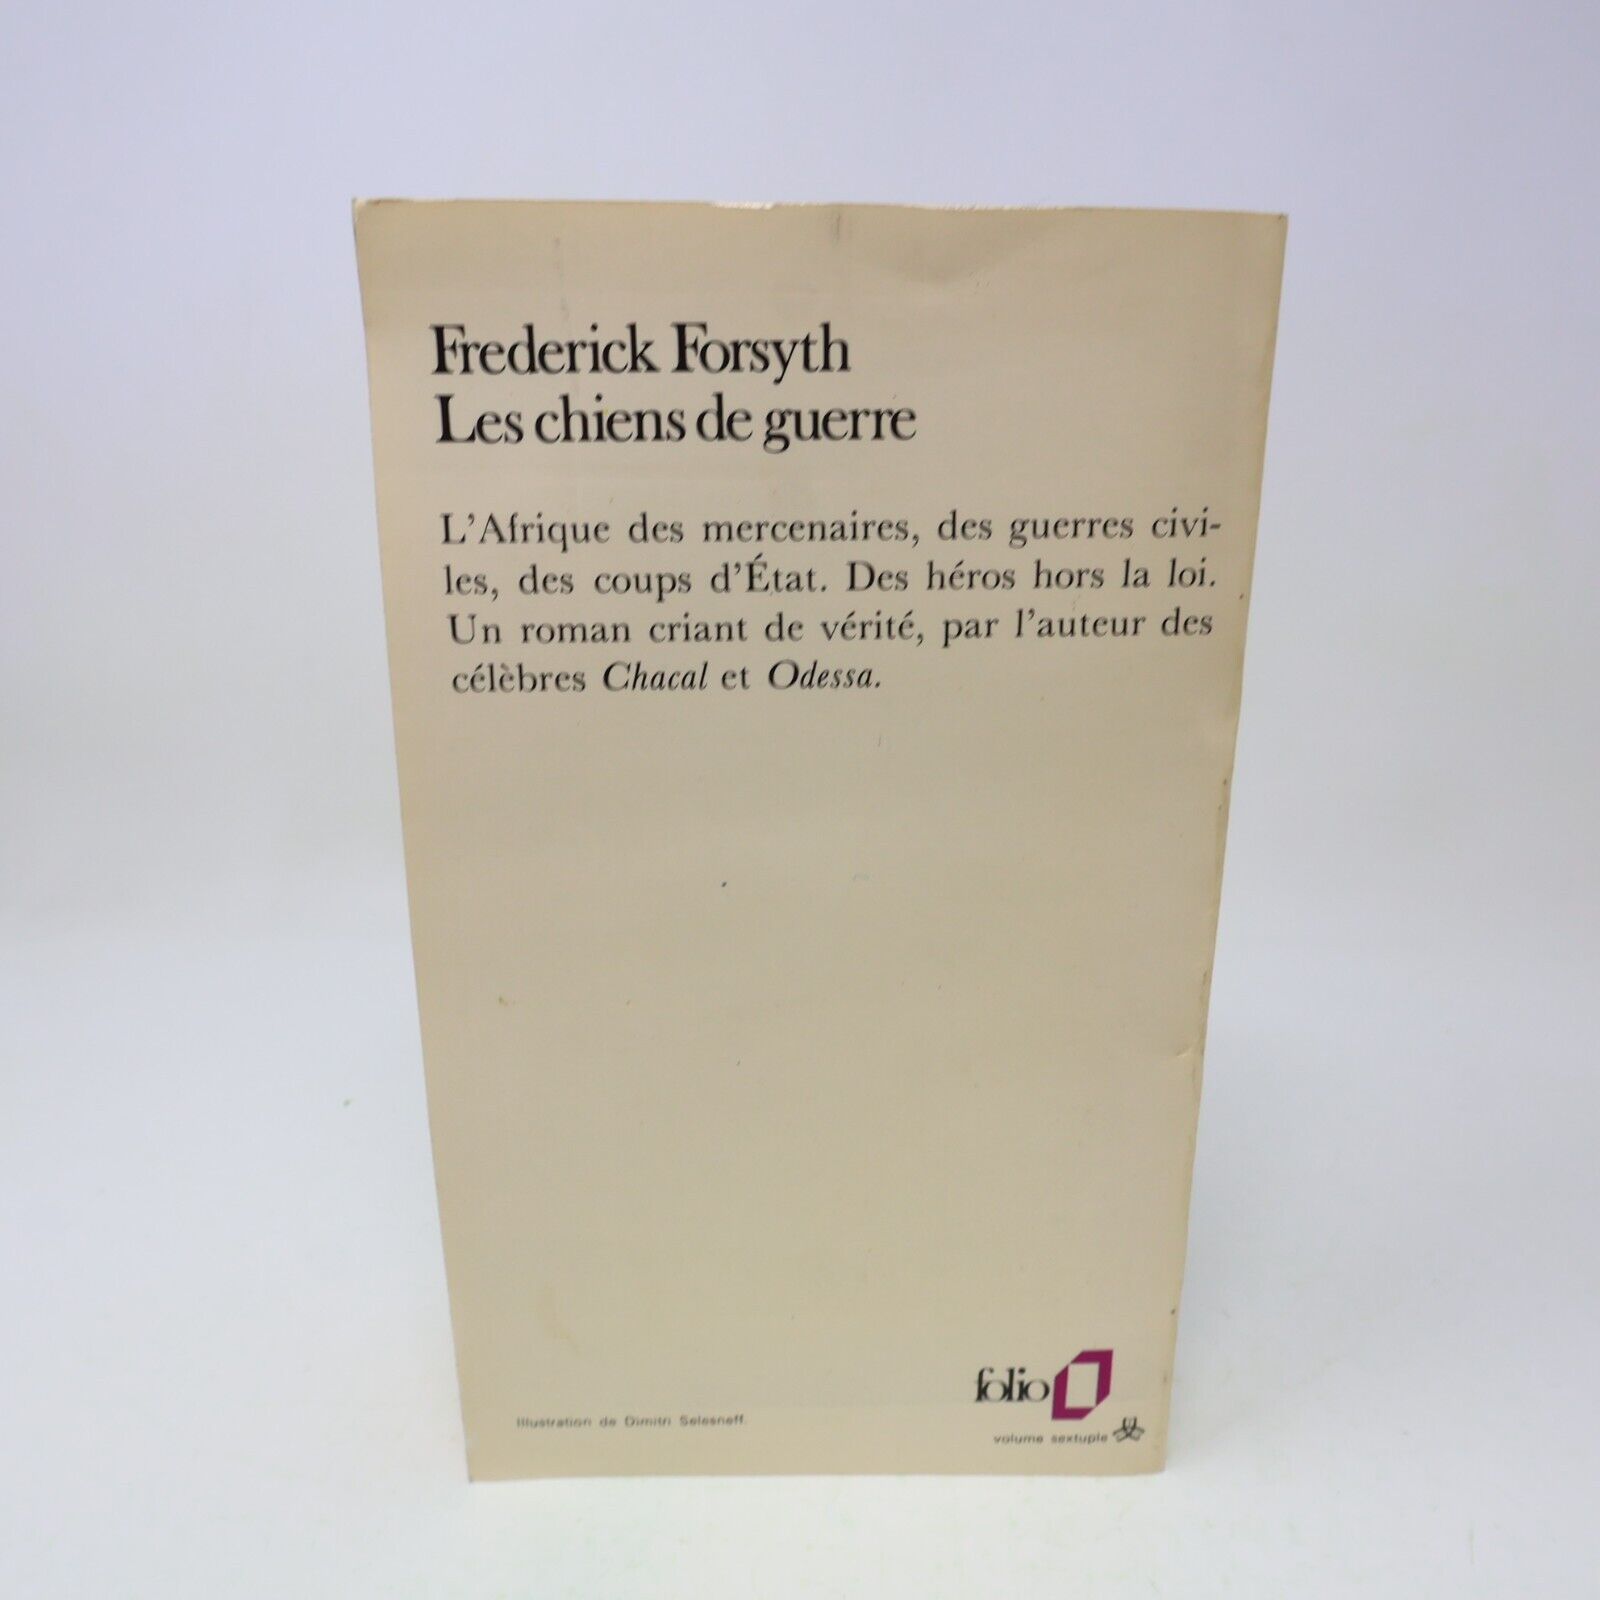 Frederick Forsyth
Les chiens de guerre
L'Afrique des mercenaires, des guerres civi-
les, des coups d'État. Des héros hors la loi.
Un roman criant de vérité, par l'auteur des
célèbres Chacal et Odessa.
folio
Illustration de Dimitri Selesneff.
volume sextuple